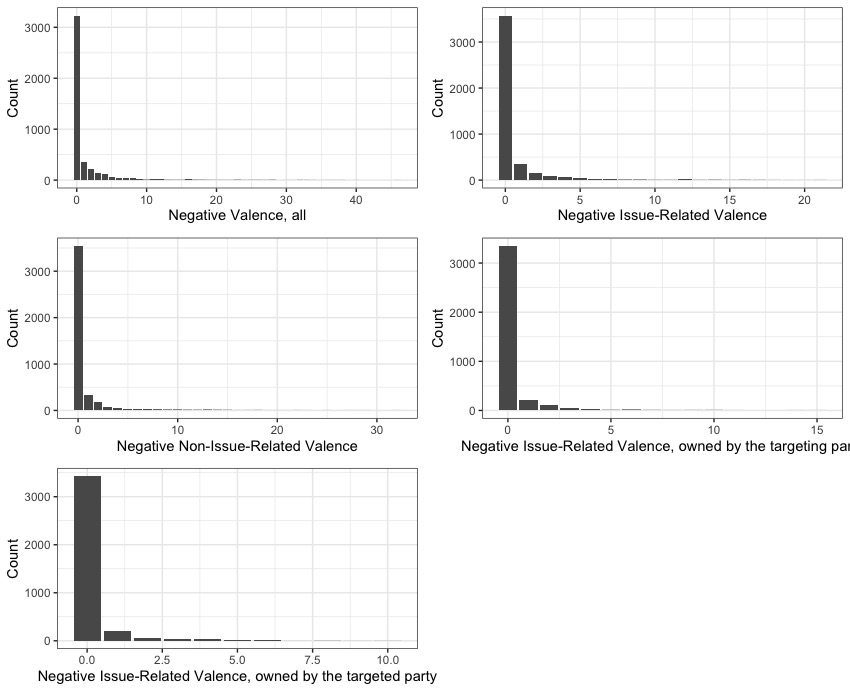 3000
2000
1000
0
Count
0 10 20 30 40
Negative Valence, all
3000
2000
1000
0
Count
0 5 10 15 20
Negative Issue-Related Valence
3000
2000
1000
0
Count
0 10 20 30
Negative Non-Issue-Related Valence
3000
2000
1000
0
Count
0 5 10 15
Negative Issue-Related Valence, owned by the targeting par
3000
2000
1000
0
Count
0.0 2.5 5.0 7.5 10.0
Negative Issue-Related Valence, owned by the targeted party